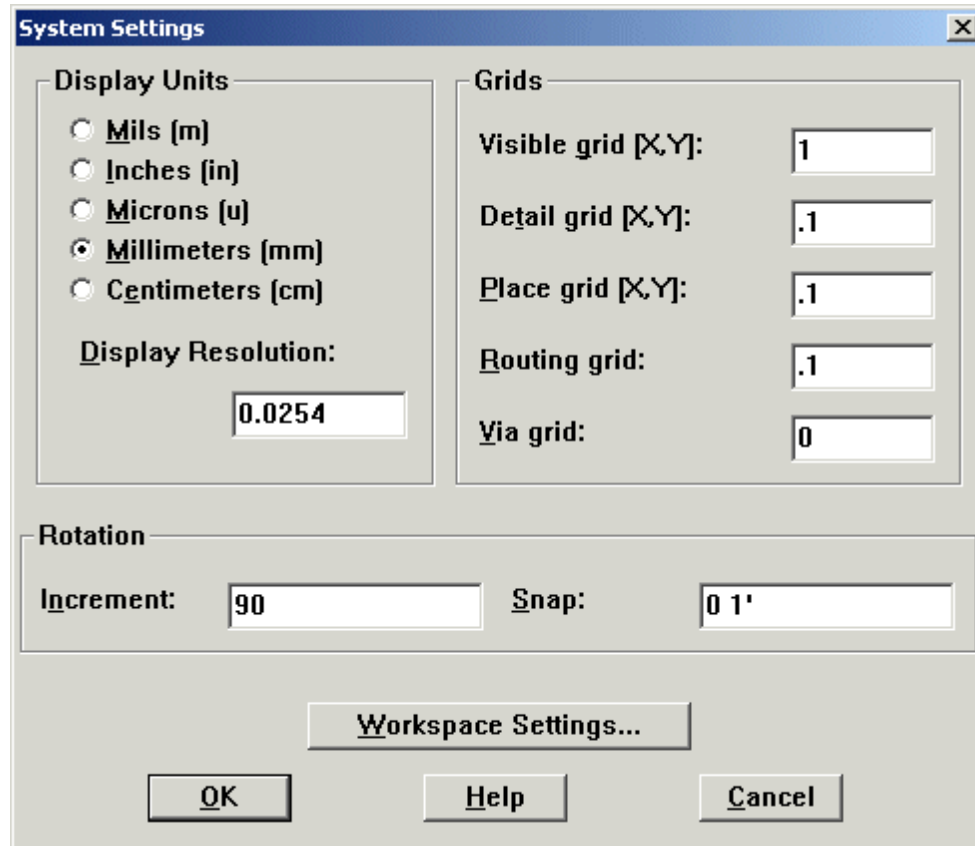 System Settings
Display Units
Mils (m)
Inches (in)
Microns (u)
Millimeters (mm)
Centimeters (cm)
Display Resolution:
0.0254
Grids
Visible grid [X,Y]:
1
Detail grid [X,Y]:
.1
Place grid [X,Y]:
.1
Routing grid:
.1
Via grid:
0
Rotation
Increment:
90
Snap:
0 1'
Workspace Settings...
OK
Help
Cancel